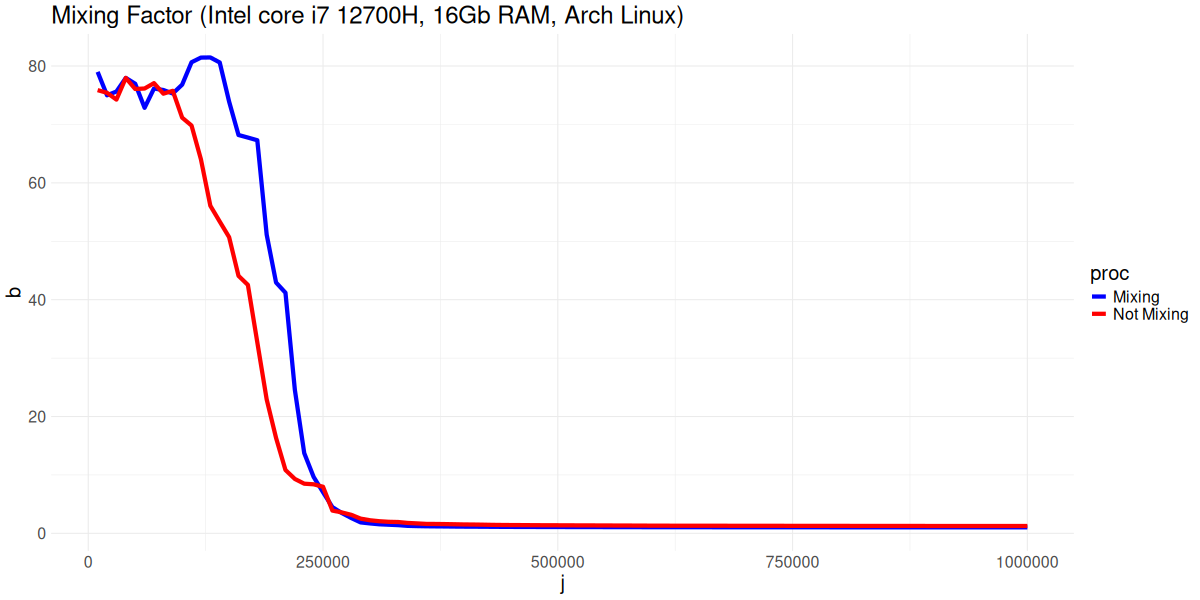 Mixing Factor (Intel core i7 12700H, 16Gb RAM, Arch Linux)
80
60
40
20
0
b
0 250000 500000 750000 1000000
j
proc
Mixing
Not Mixing